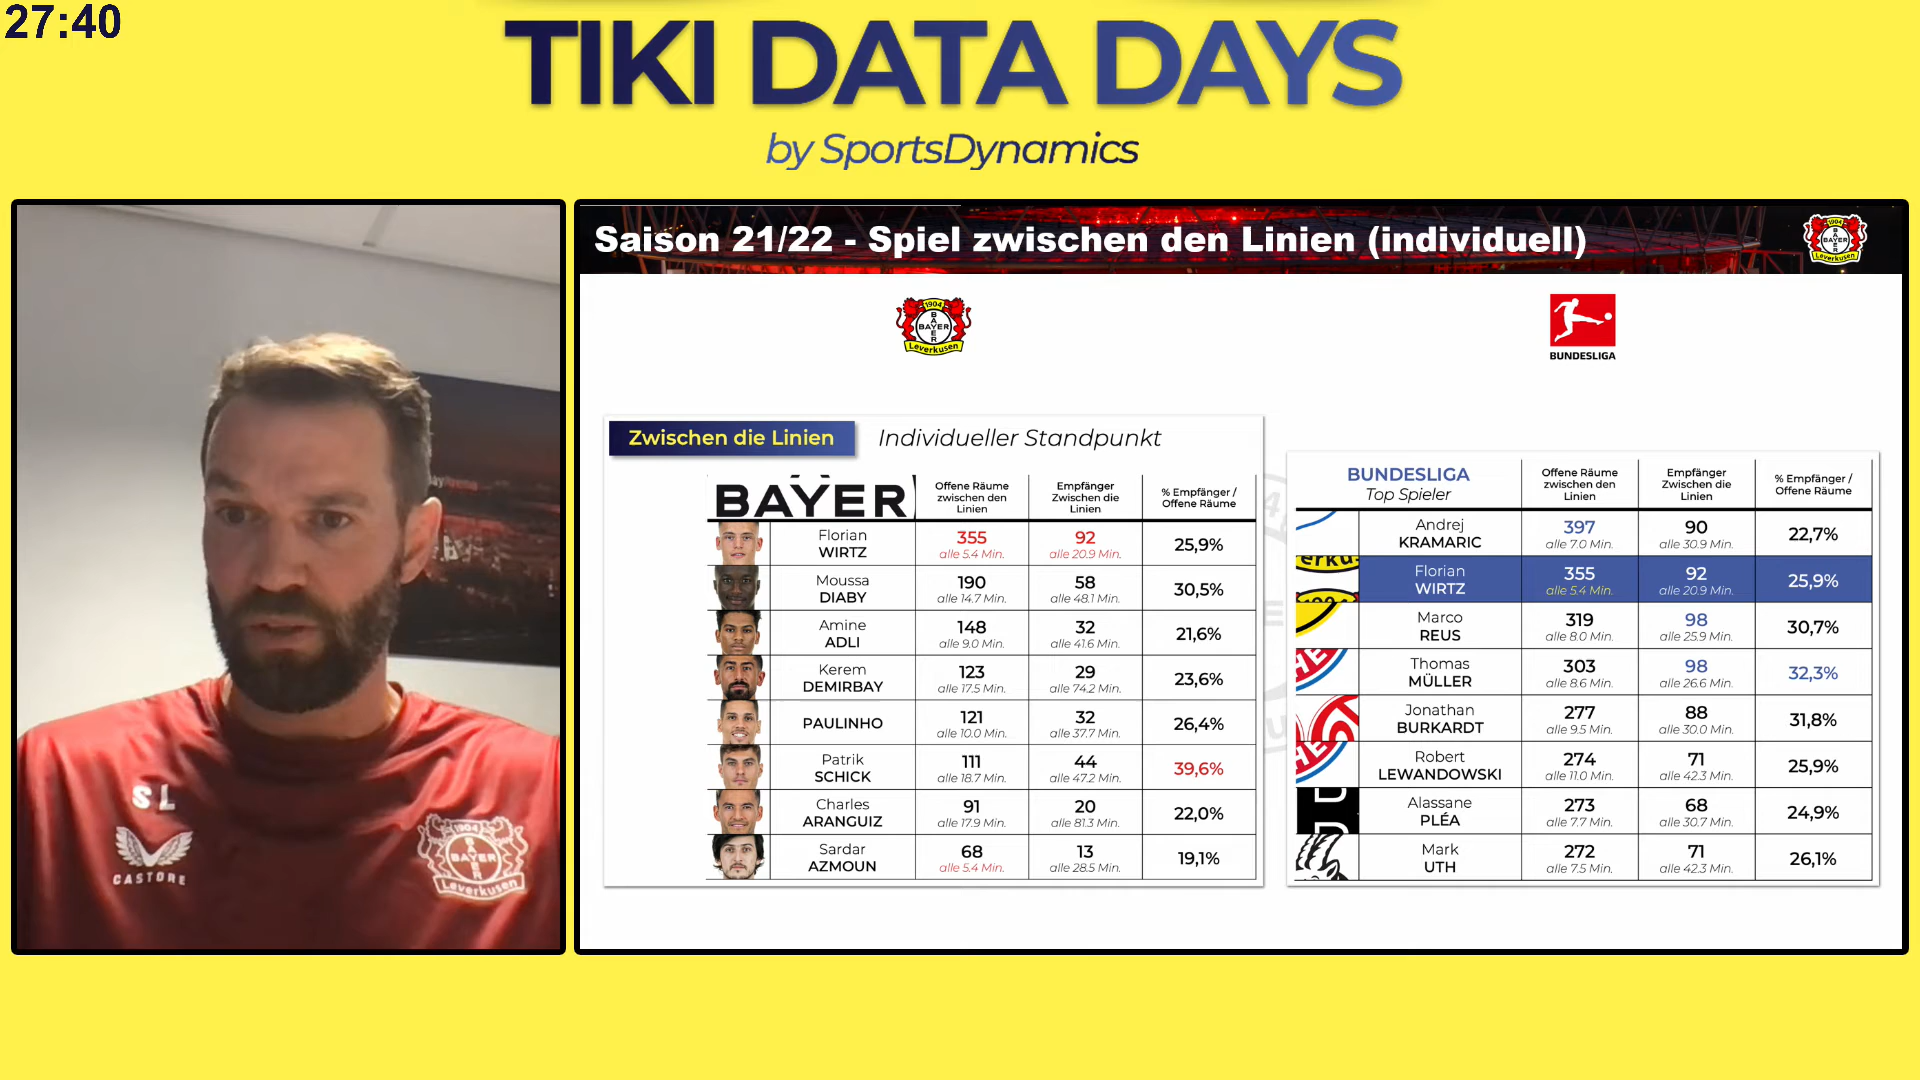 27:40
TIKI DATA DAYS
by SportsDynamics
Saison 21/22 - Spiel zwischen den Linien (individuell)
1904
BAYER
Leverkusen
1904
BAYER
Leverkusen
BUNDESLIGA
Zwischen die Linien
Individueller Standpunkt
BAYER
Offene Räume zwischen den Linien
Empfänger Zwischen die Linien
% Empfänger / Offene Räume
Florian WIRTZ 355 alle 5.4 Min. 92 alle 20.9 Min. 25,9%
Moussa DIABY 190 alle 14.7 Min. 58 alle 48.1 Min. 30,5%
Amine ADLI 148 alle 9.0 Min. 32 alle 41.6 Min. 21,6%
Kerem DEMIRBAY 123 alle 17.5 Min. 29 alle 74.2 Min. 23,6%
PAULINHO 121 alle 10.0 Min. 32 alle 37.7 Min. 26,4%
Patrik SCHICK 111 alle 18.7 Min. 44 alle 47.2 Min. 39,6%
Charles ARANGUIZ 91 alle 17.9 Min. 20 alle 81.3 Min. 22,0%
Sardar AZMOUN 68 alle 5.4 Min. 13 alle 28.5 Min. 19,1%
BUNDESLIGA
Top Spieler
Offene Räume zwischen den Linien
Empfänger Zwischen die Linien
% Empfänger / Offene Räume
Andrej KRAMARIC 397 alle 7.0 Min. 90 alle 30.9 Min. 22,7%
Florian WIRTZ 355 alle 5.4 Min. 92 alle 20.9 Min. 25,9%
Marco REUS 319 alle 8.0 Min. 98 alle 25.9 Min. 30,7%
Thomas MÜLLER 303 alle 8.6 Min. 98 alle 26.6 Min. 32,3%
Jonathan BURKARDT 277 alle 9.5 Min. 88 alle 30.0 Min. 31,8%
Robert LEWANDOWSKI 274 alle 11.0 Min. 71 alle 42.3 Min. 25,9%
Alassane PLÉA 273 alle 7.7 Min. 68 alle 30.7 Min. 24,9%
Mark UTH 272 alle 7.5 Min. 71 alle 42.3 Min. 26,1%
SL
CASTORE
1904
BAYER
Leverkusen